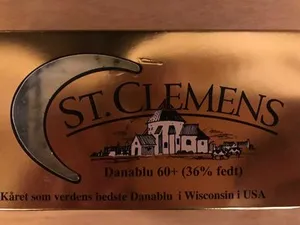 ST. CLEMENS
Danablu 60+ (36% fedt)
Kåret som verdens bedste Danablu i Wisconsin i USA